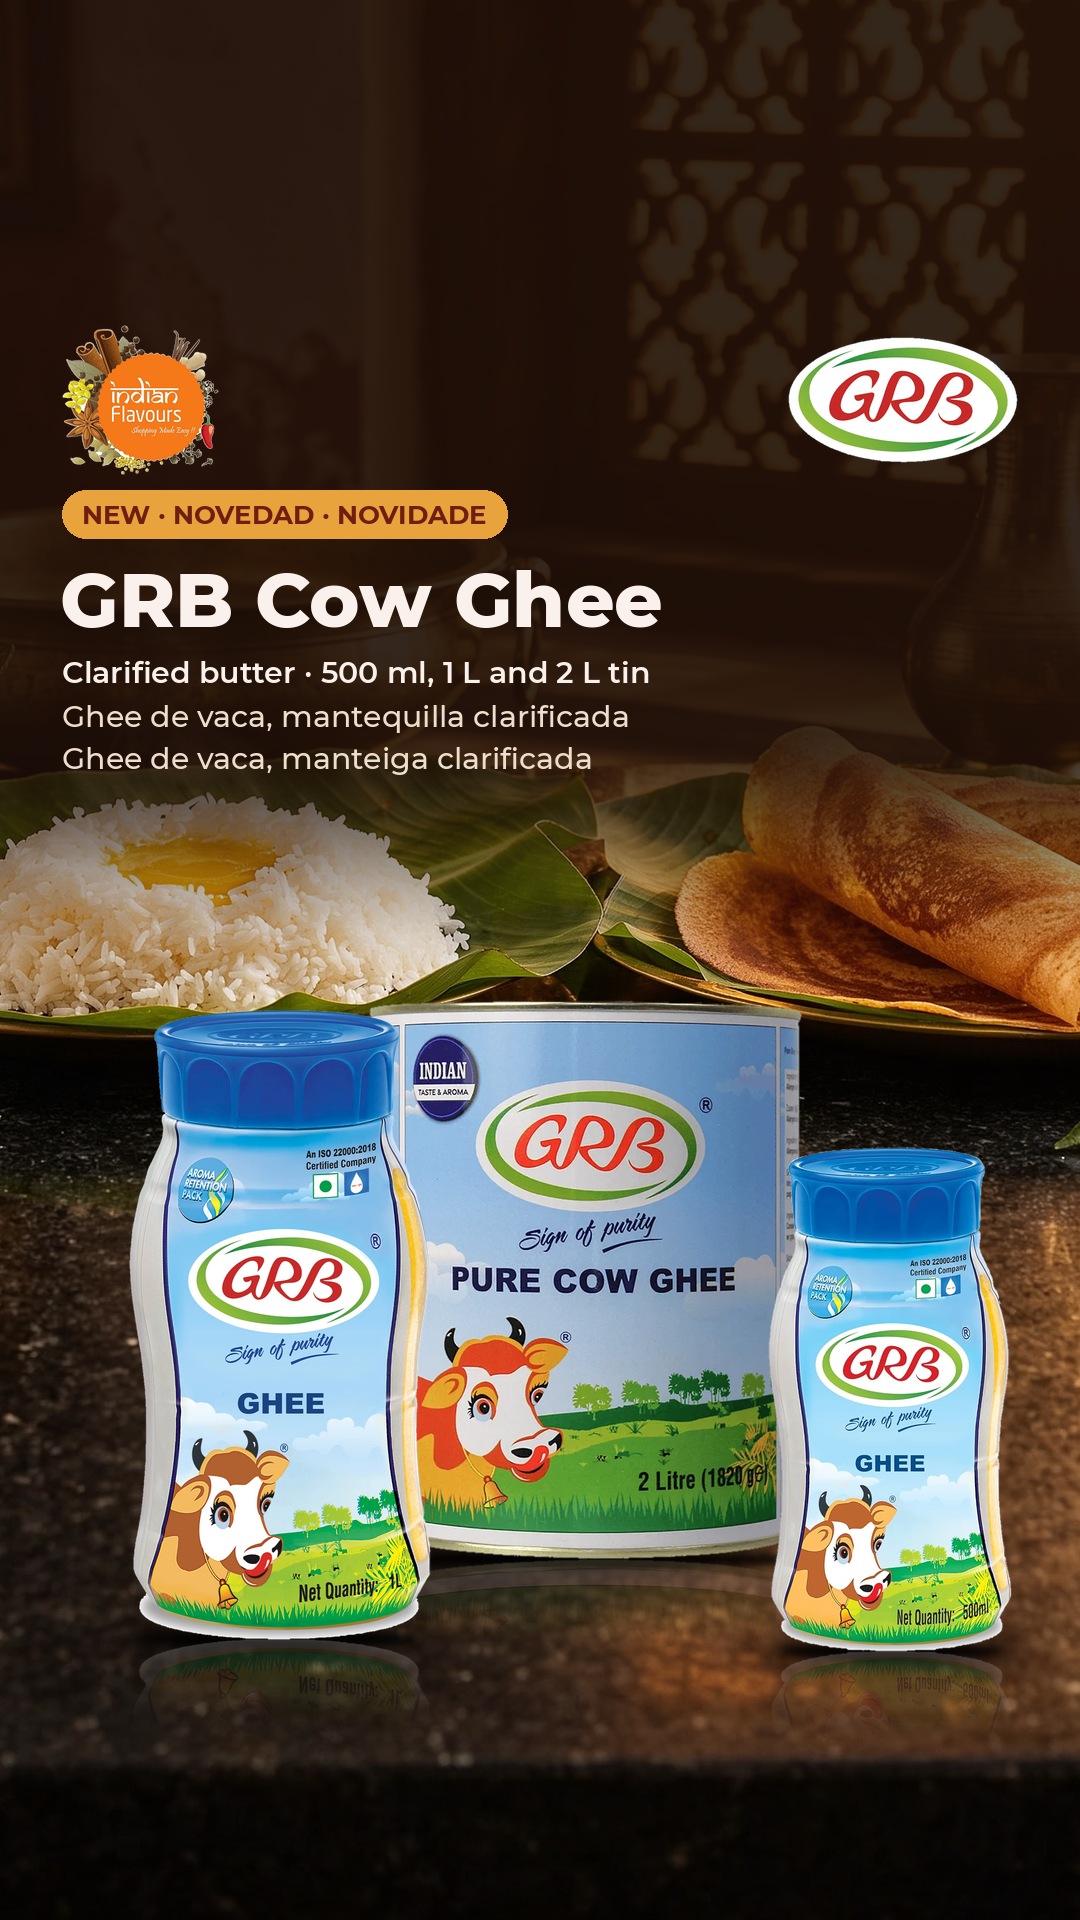 indian
Flavours
Shopping Made Easy !!
GRB
NEW · NOVEDAD · NOVIDADE
GRB Cow Ghee
Clarified butter · 500 ml, 1 L and 2 L tin
Ghee de vaca, mantequilla clarificada
Ghee de vaca, manteiga clarificada
INDIAN
TASTE & AROMA
GRB ®
Sign of purity
PURE COW GHEE
®
2 Litre (1820 g℮)
An ISO 22000:2018
Certified Company
AROMA
RETENTION
PACK
GRB ®
Sign of purity
GHEE
®
Net Quantity: 1L
An ISO 22000:2018
Certified Company
AROMA
RETENTION
PACK
GRB ®
Sign of purity
GHEE
®
Net Quantity: 500ml